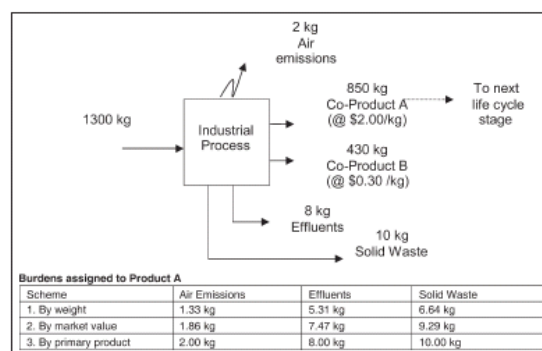 2 kg
Air
emissions
850 kg
Co-Product A
(@ $2.00/kg)
To next
life cycle
stage
1300 kg
Industrial
Process
430 kg
Co-Product B
(@ $0.30 /kg)
8 kg
Effluents
10 kg
Solid Waste
Burdens assigned to Product A
Scheme Air Emissions Effluents Solid Waste
1. By weight 1.33 kg 5.31 kg 6.64 kg
2. By market value 1.86 kg 7.47 kg 9.29 kg
3. By primary product 2.00 kg 8.00 kg 10.00 kg